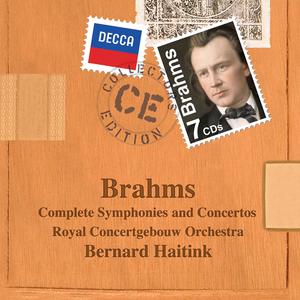 DECCA
COLLECTORS
CE
EDITION
Brahms
7
CDs
Brahms
Complete Symphonies and Concertos
Royal Concertgebouw Orchestra
Bernard Haitink